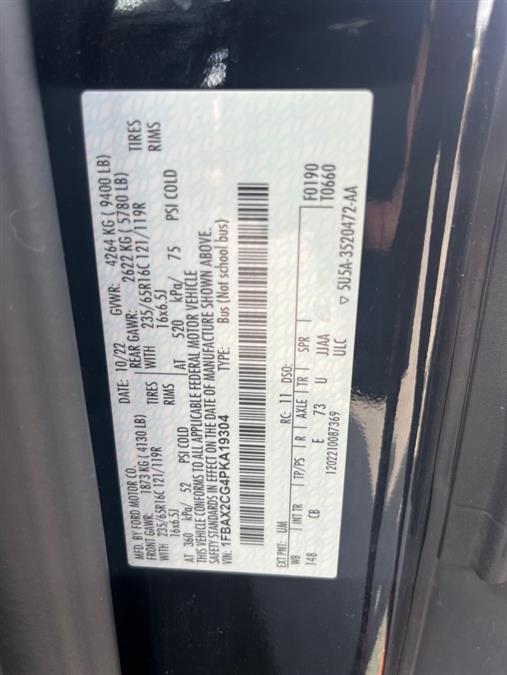 MFD. BY FORD MOTOR CO. DATE: 10/22 GVWR: 4264 KG ( 9400 LB)
FRONT GAWR: 1873 KG ( 4130 LB) REAR GAWR: 2622 KG ( 5780 LB)
WITH 235/65R16C 121/119R TIRES WITH 235/65R16C 121/119R TIRES
16x6.5J RIMS 16x6.5J RIMS
AT 360 kPa/ 52 PSI COLD AT 520 kPa/ 75 PSI COLD
THIS VEHICLE CONFORMS TO ALL APPLICABLE FEDERAL MOTOR VEHICLE
SAFETY STANDARDS IN EFFECT ON THE DATE OF MANUFACTURE SHOWN ABOVE.
VIN: 1FBAX2CG4PKA19304 TYPE: Bus (Not school bus)
EXT PNT: UM RC: 11 DSO: F0190
WB INT TR TP/PS R AXLE TR SPR T0660
148 CB E 73 U JJAA
ULC
1202210087369 ▽ 5U5A-3520472-AA